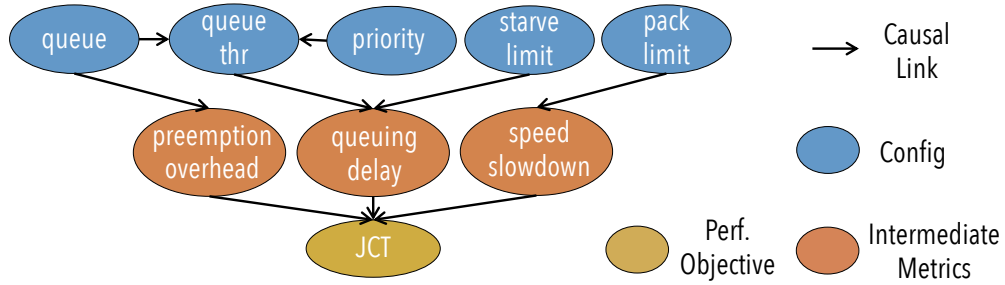 queue
queue
thr
priority
starve
limit
pack
limit
Causal
Link
preemption
overhead
queuing
delay
speed
slowdown
Config
JCT
Perf.
Objective
Intermediate
Metrics